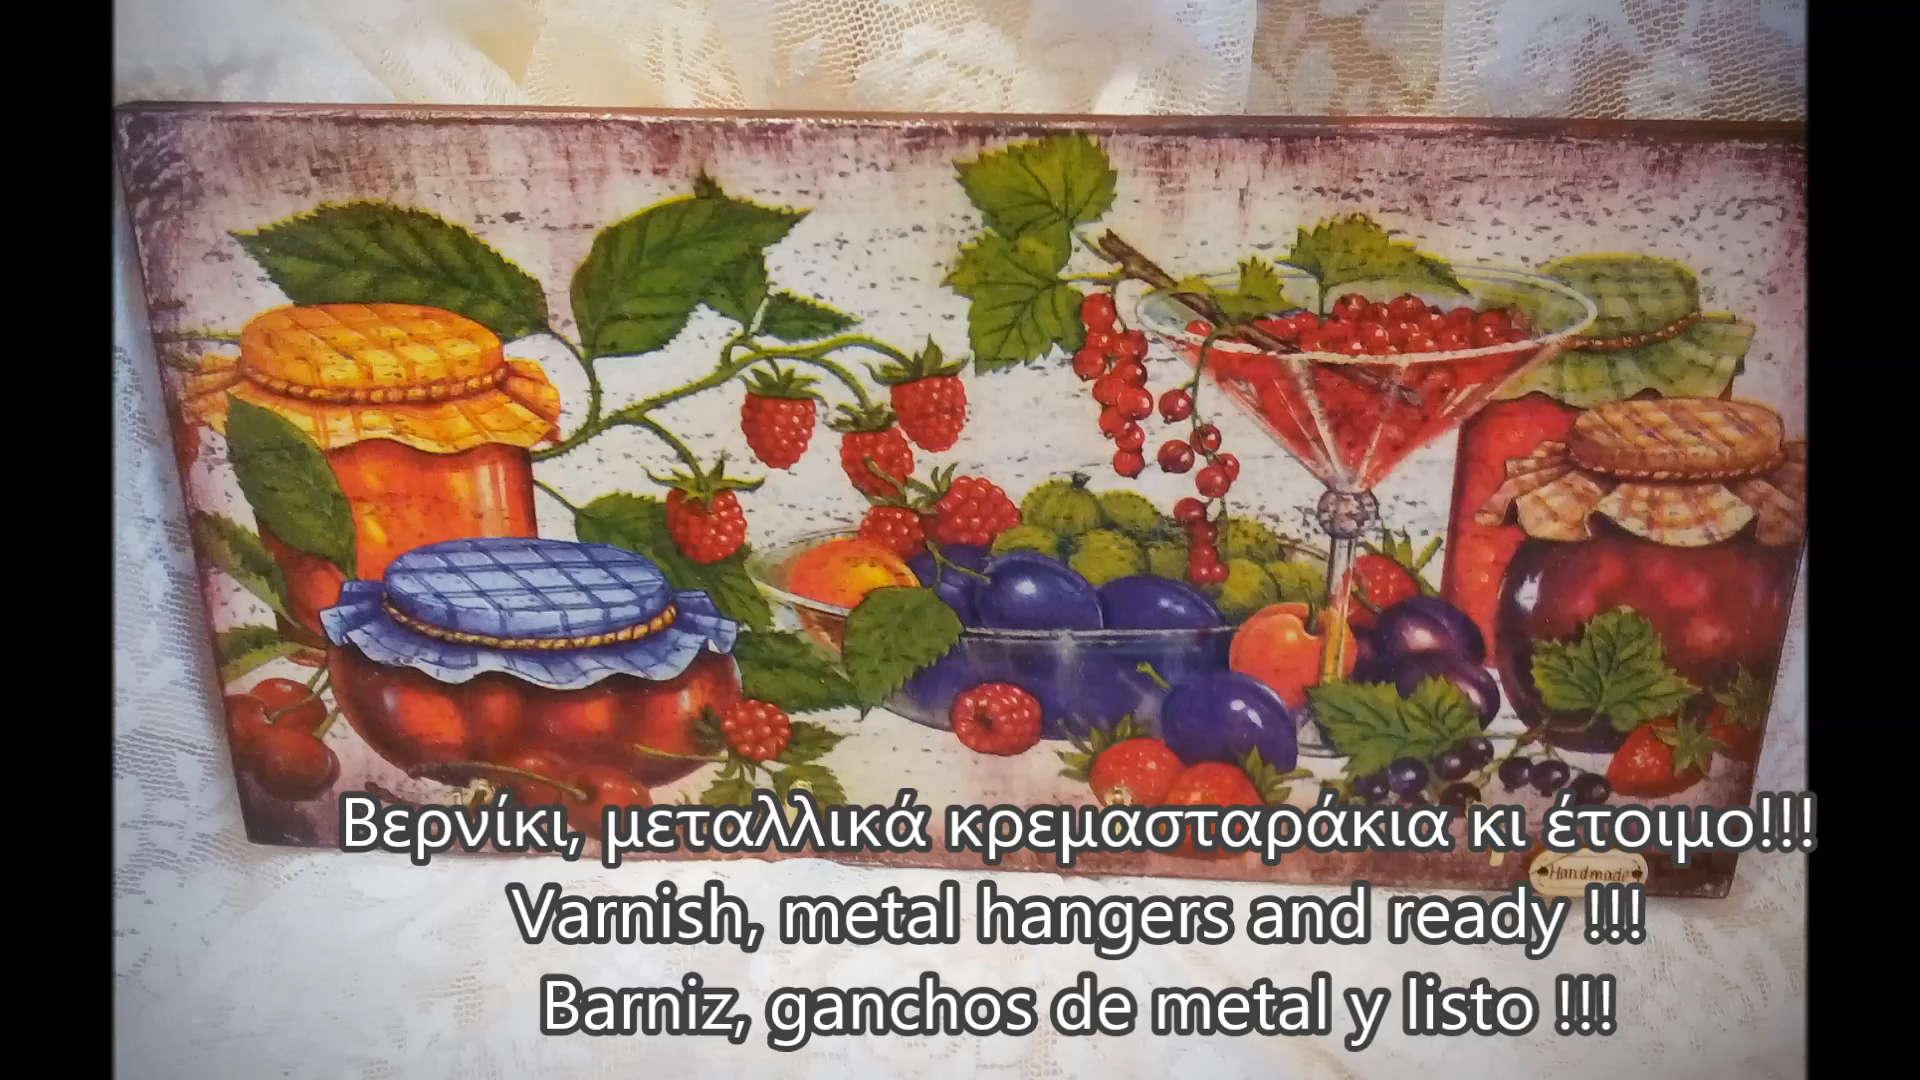 Βερνίκι, μεταλλικά κρεμασταράκια κι έτοιμο!!!
Handmade
Varnish, metal hangers and ready !!!
Barniz, ganchos de metal y listo !!!